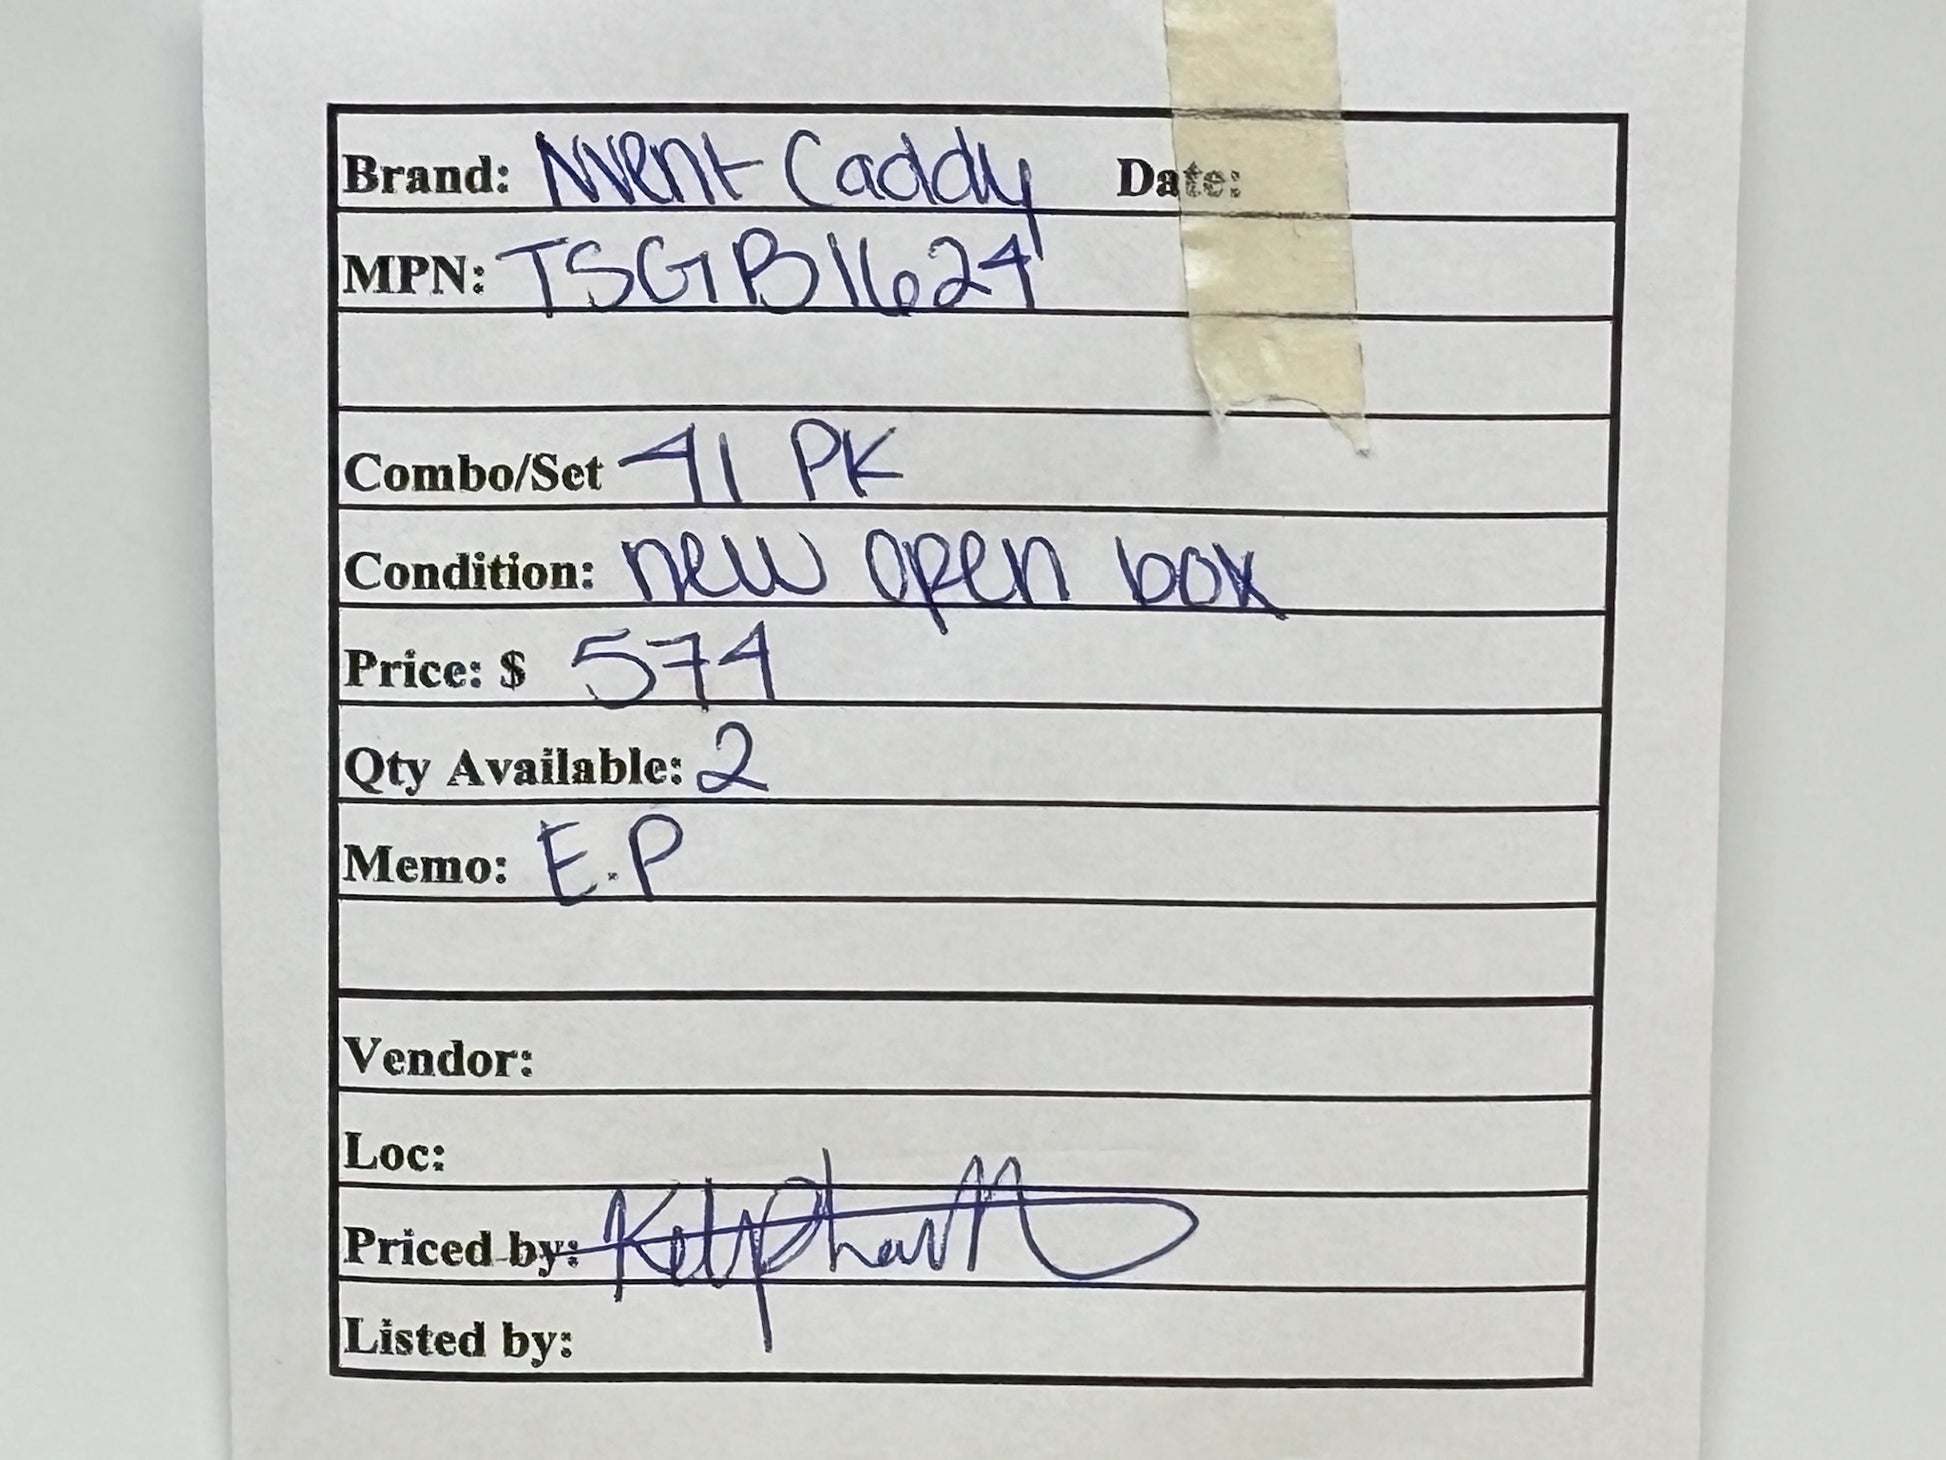 Brand: Nvent Caddy Date:
MPN: TSGB1624
Combo/Set 41 PK
Condition: new open box
Price: $ 574
Qty Available: 2
Memo: E.P
Vendor:
Loc:
Priced by:
Listed by: